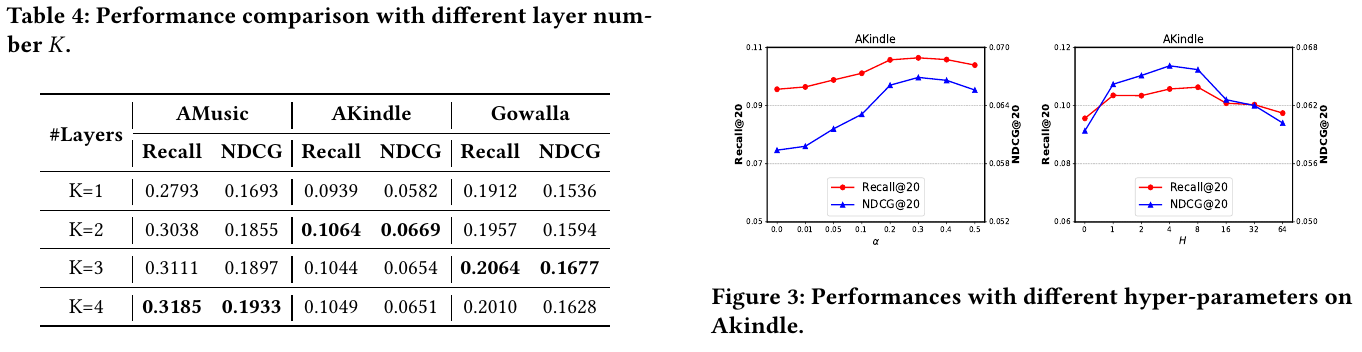 Table 4: Performance comparison with different layer num-
ber K.
#Layers AMusic AKindle Gowalla
Recall NDCG Recall NDCG Recall NDCG
K=1 0.2793 0.1693 0.0939 0.0582 0.1912 0.1536
K=2 0.3038 0.1855 0.1064 0.0669 0.1957 0.1594
K=3 0.3111 0.1897 0.1044 0.0654 0.2064 0.1677
K=4 0.3185 0.1933 0.1049 0.0651 0.2010 0.1628
AKindle
0.11 0.070
0.09 0.064
0.07 0.058
0.05 0.052
Recall@20
NDCG@20
Recall@20
NDCG@20
0.0 0.01 0.05 0.1 0.2 0.3 0.4 0.5
α
AKindle
0.12 0.068
0.10 0.062
0.08 0.056
0.06 0.050
Recall@20
NDCG@20
Recall@20
NDCG@20
0 1 2 4 8 16 32 64
H
Figure 3: Performances with different hyper-parameters on
Akindle.